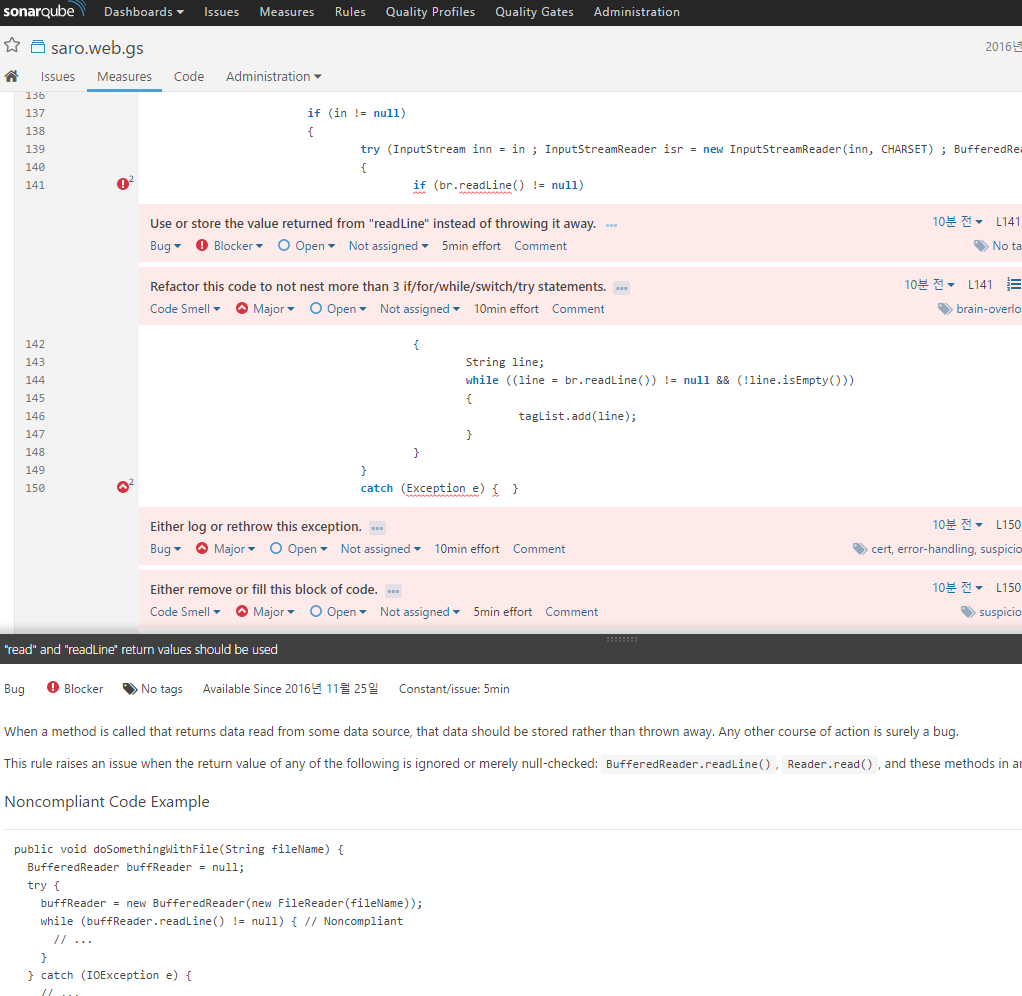 sonarqube Dashboards Issues Measures Rules Quality Profiles Quality Gates Administration
saro.web.gs 2016년
Issues Measures Code Administration
136
137 if (in != null)
138 {
139 try (InputStream inn = in ; InputStreamReader isr = new InputStreamReader(inn, CHARSET) ; BufferedRea
140 {
141 2 if (br.readLine() != null)
Use or store the value returned from "readLine" instead of throwing it away. ... 10분 전 L141
Bug Blocker Open Not assigned 5min effort Comment No ta
Refactor this code to not nest more than 3 if/for/while/switch/try statements. ... 10분 전 L141
Code Smell Major Open Not assigned 10min effort Comment brain-overlo
142 {
143 String line;
144 while ((line = br.readLine()) != null && (!line.isEmpty()))
145 {
146 tagList.add(line);
147 }
148 }
149 }
150 2 catch (Exception e) { }
Either log or rethrow this exception. ... 10분 전 L150
Bug Major Open Not assigned 10min effort Comment cert, error-handling, suspicio
Either remove or fill this block of code. ... 10분 전 L150
Code Smell Major Open Not assigned 5min effort Comment suspicio
"read" and "readLine" return values should be used
Bug Blocker No tags Available Since 2016년 11월 25일 Constant/issue: 5min
When a method is called that returns data read from some data source, that data should be stored rather than thrown away. Any other course of action is surely a bug.
This rule raises an issue when the return value of any of the following is ignored or merely null-checked: BufferedReader.readLine() , Reader.read() , and these methods in an
Noncompliant Code Example
public void doSomethingWithFile(String fileName) {
BufferedReader buffReader = null;
try {
buffReader = new BufferedReader(new FileReader(fileName));
while (buffReader.readLine() != null) { // Noncompliant
// ...
}
} catch (IOException e) {
// ...